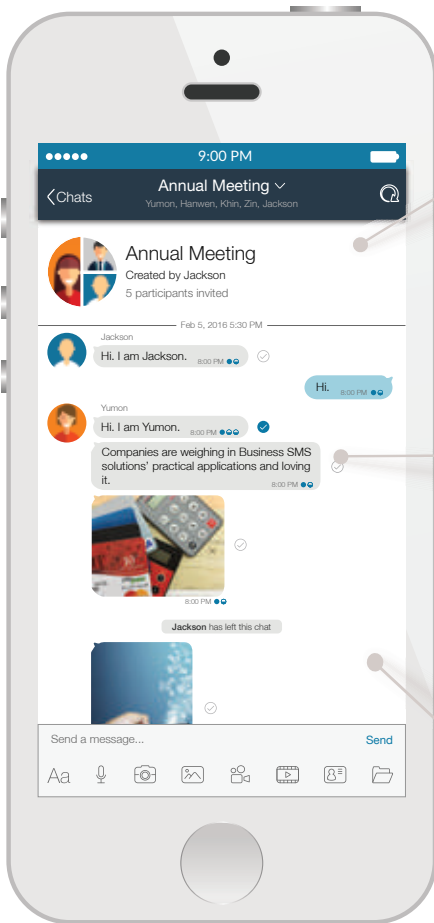 9:00 PM
Chats
Annual Meeting
Yumon, Hanwen, Khin, Zin, Jackson
Annual Meeting
Created by Jackson
5 participants invited
Feb 5, 2016 5:30 PM
Jackson
Hi. I am Jackson.
8:00 PM
Hi.
8:00 PM
Yumon
Hi. I am Yumon.
8:00 PM
Companies are weighing in Business SMS
solutions’ practical applications and loving
it.
8:00 PM
8:00 PM
Jackson has left this chat
Send a message...
Send
Aa